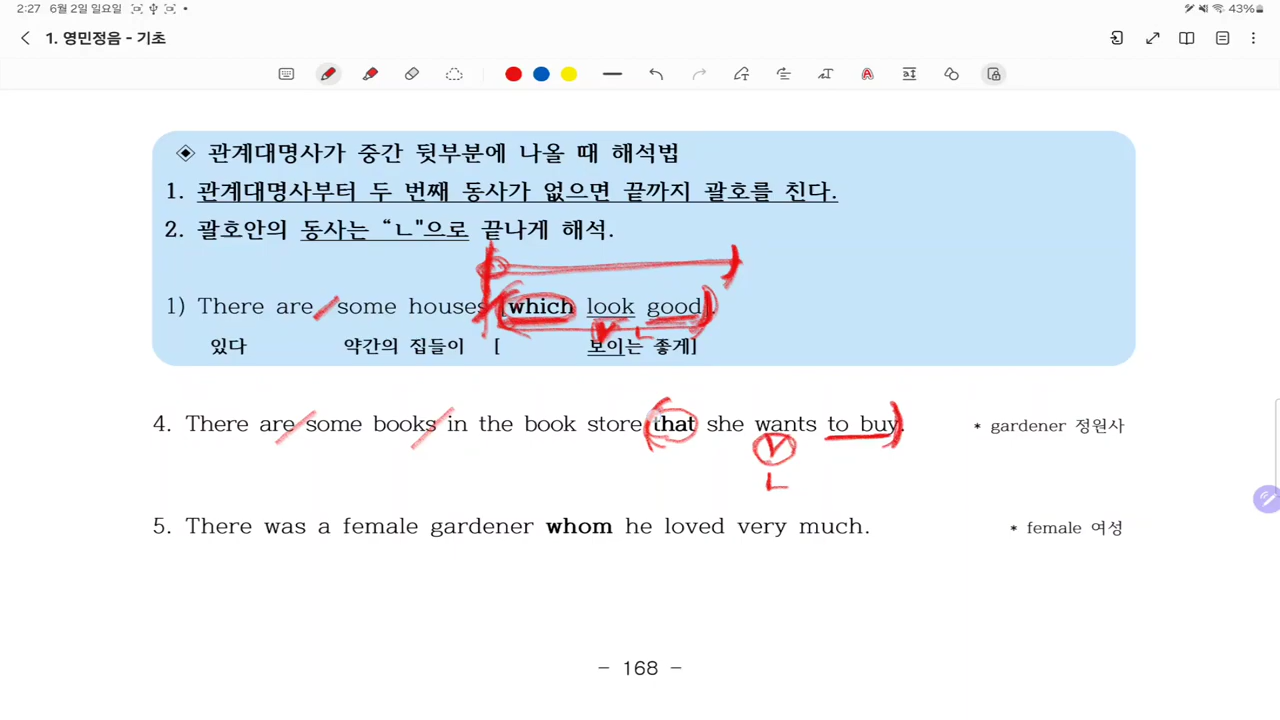 2:27 6월 2일 일요일 43%
1. 영민정음 - 기초
◈ 관계대명사가 중간 뒷부분에 나올 때 해석법
1. 관계대명사부터 두 번째 동사가 없으면 끝까지 괄호를 친다.
2. 괄호안의 동사는 “ㄴ"으로 끝나게 해석.
1) There are some houses [which look good].
V ㄴ
있다 약간의 집들이 [ 보이는 좋게]
4. There are some books in the book store that she wants to buy. * gardener 정원사
V
ㄴ
5. There was a female gardener whom he loved very much. * female 여성
- 168 -